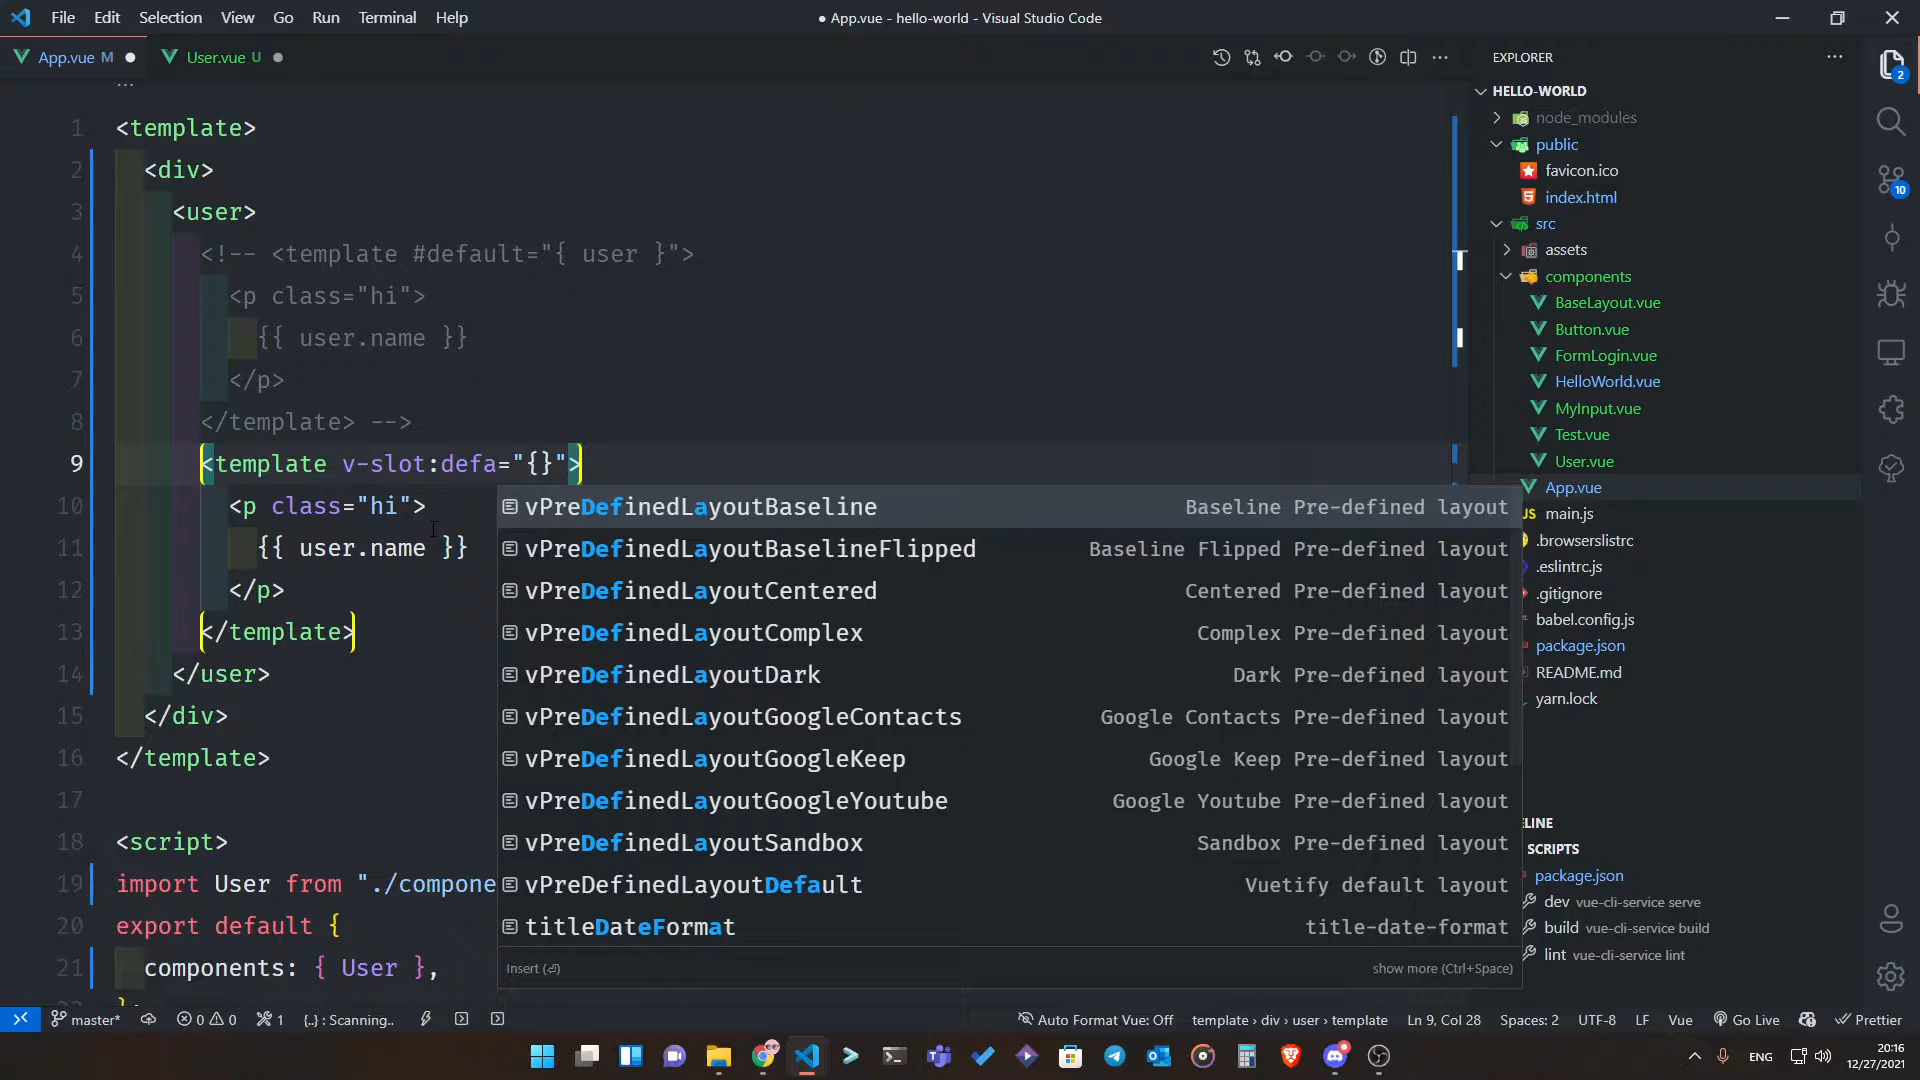 File Edit Selection View Go Run Terminal Help
● App.vue - hello-world - Visual Studio Code
App.vue M
User.vue U
1 <template>
2 <div>
3 <user>
4 <!-- <template #default="{ user }">
5 <p class="hi">
6 {{ user.name }}
7 </p>
8 </template> -->
9 <template v-slot:defa="{}">
10 <p class="hi">
11 {{ user.name }}
12 </p>
13 </template>
14 </user>
15 </div>
16 </template>
17
18 <script>
19 import User from "./compone
20 export default {
21 components: { User },
vPreDefinedLayoutBaseline Baseline Pre-defined layout
vPreDefinedLayoutBaselineFlipped Baseline Flipped Pre-defined layout
vPreDefinedLayoutCentered Centered Pre-defined layout
vPreDefinedLayoutComplex Complex Pre-defined layout
vPreDefinedLayoutDark Dark Pre-defined layout
vPreDefinedLayoutGoogleContacts Google Contacts Pre-defined layout
vPreDefinedLayoutGoogleKeep Google Keep Pre-defined layout
vPreDefinedLayoutGoogleYoutube Google Youtube Pre-defined layout
vPreDefinedLayoutSandbox Sandbox Pre-defined layout
vPreDefinedLayoutDefault Vuetify default layout
titleDateFormat title-date-format
Insert (⏎) show more (Ctrl+Space)
EXPLORER
HELLO-WORLD
node_modules
public
favicon.ico
index.html
src
assets
components
BaseLayout.vue
Button.vue
FormLogin.vue
HelloWorld.vue
MyInput.vue
Test.vue
User.vue
App.vue
JS main.js
.browserslistrc
.eslintrc.js
.gitignore
babel.config.js
package.json
README.md
yarn.lock
ELINE
SCRIPTS
package.json
dev vue-cli-service serve
build vue-cli-service build
lint vue-cli-service lint
2
10
master* 0 0 1 {..} : Scanning..
Auto Format Vue: Off template › div › user › template Ln 9, Col 28 Spaces: 2 UTF-8 LF Vue Go Live Prettier
ENG
20:16
12/27/2021